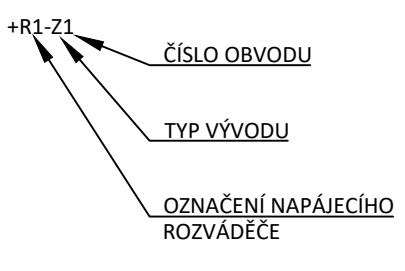 +R1-Z1
ČÍSLO OBVODU
TYP VÝVODU
OZNAČENÍ NAPÁJECÍHO
ROZVÁDĚČE